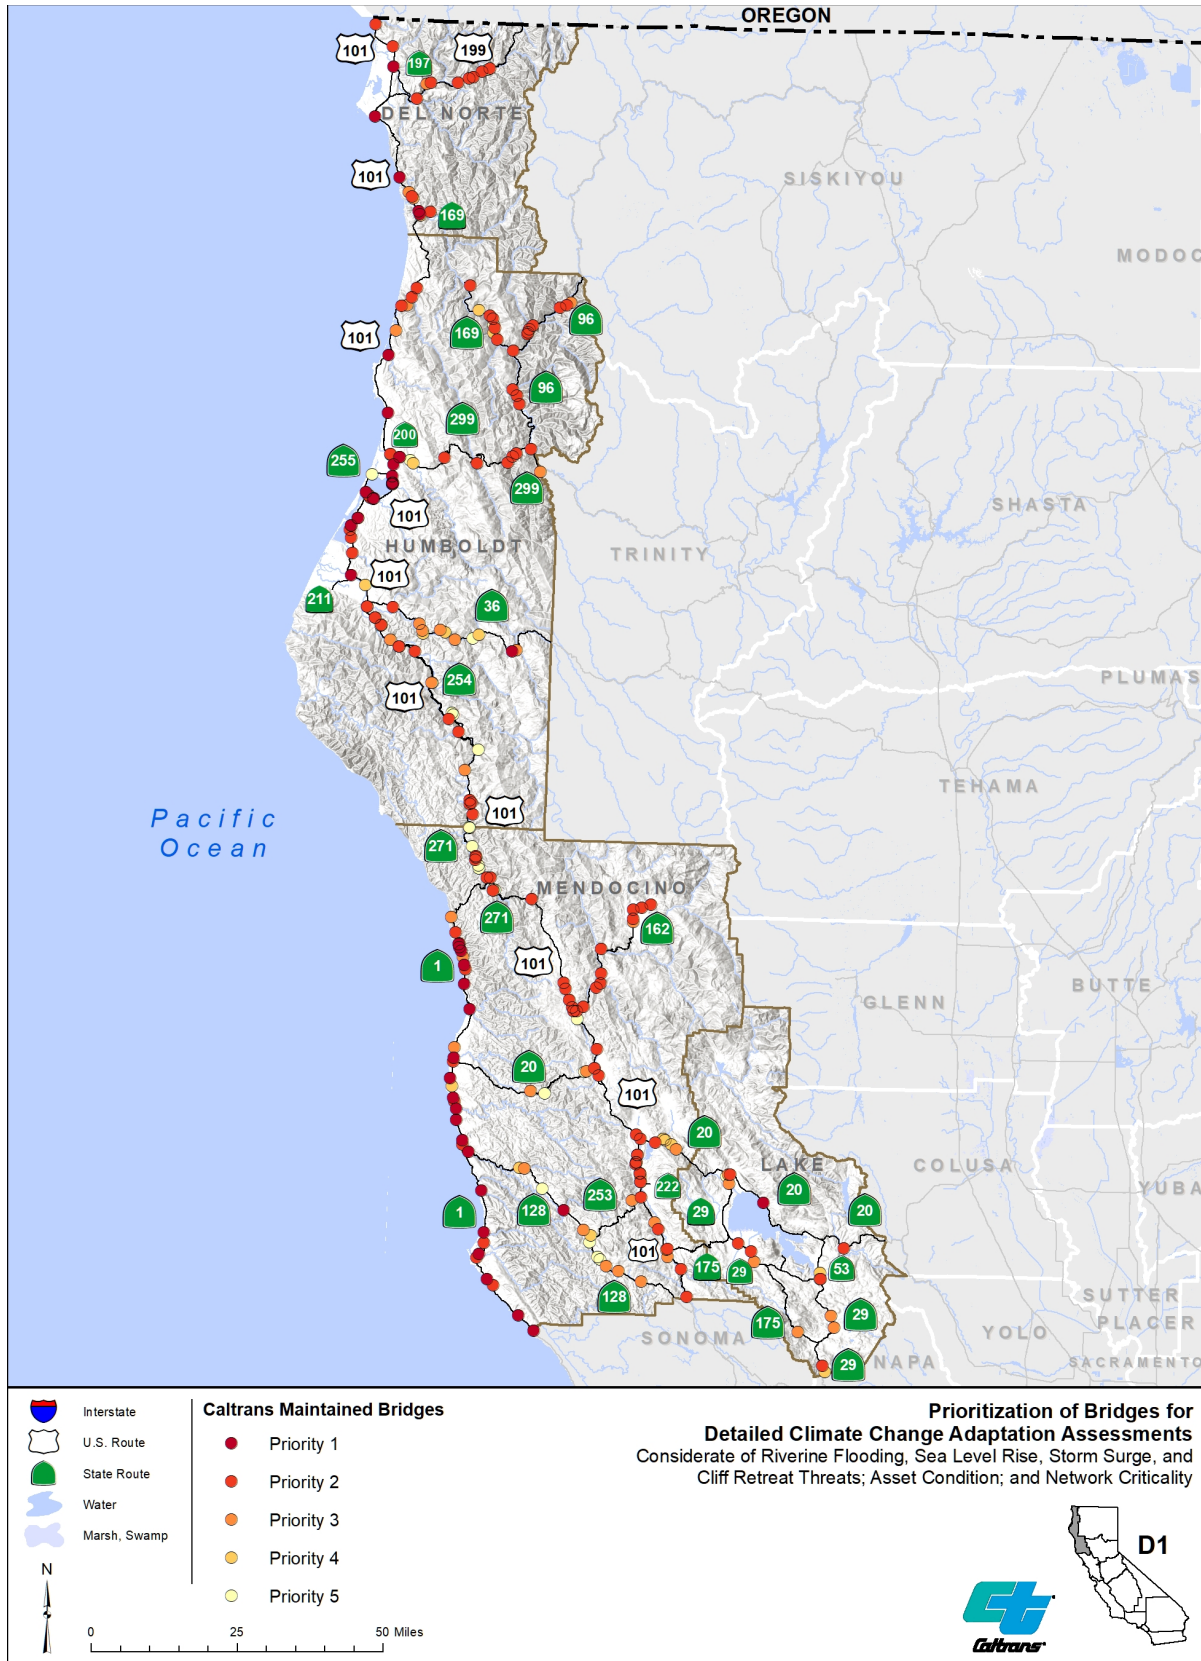 OREGON
101
199
197
DEL NORTE
SISKIYOU
101
169
MODOC
96
169
101
96
299
200
255
299
101
SHASTA
HUMBOLDT
TRINITY
101
211
36
254
101
PLUMAS
TEHAMA
Pacific
Ocean
101
271
MENDOCINO
271
162
101
1
BUTTE
GLENN
20
101
20
LAKE
COLUSA
YUBA
222
253
20
128
29
20
1
101
175
29
53
128
SUTTER
29
175
PLACER
YOLO
SONOMA
NAPA
29
SACRAMENTO
Interstate
U.S. Route
State Route
Water
Marsh, Swamp
N
0 25 50 Miles
Caltrans Maintained Bridges
Priority 1
Priority 2
Priority 3
Priority 4
Priority 5
Prioritization of Bridges for
Detailed Climate Change Adaptation Assessments
Considerate of Riverine Flooding, Sea Level Rise, Storm Surge, and
Cliff Retreat Threats; Asset Condition; and Network Criticality
D1
Caltrans